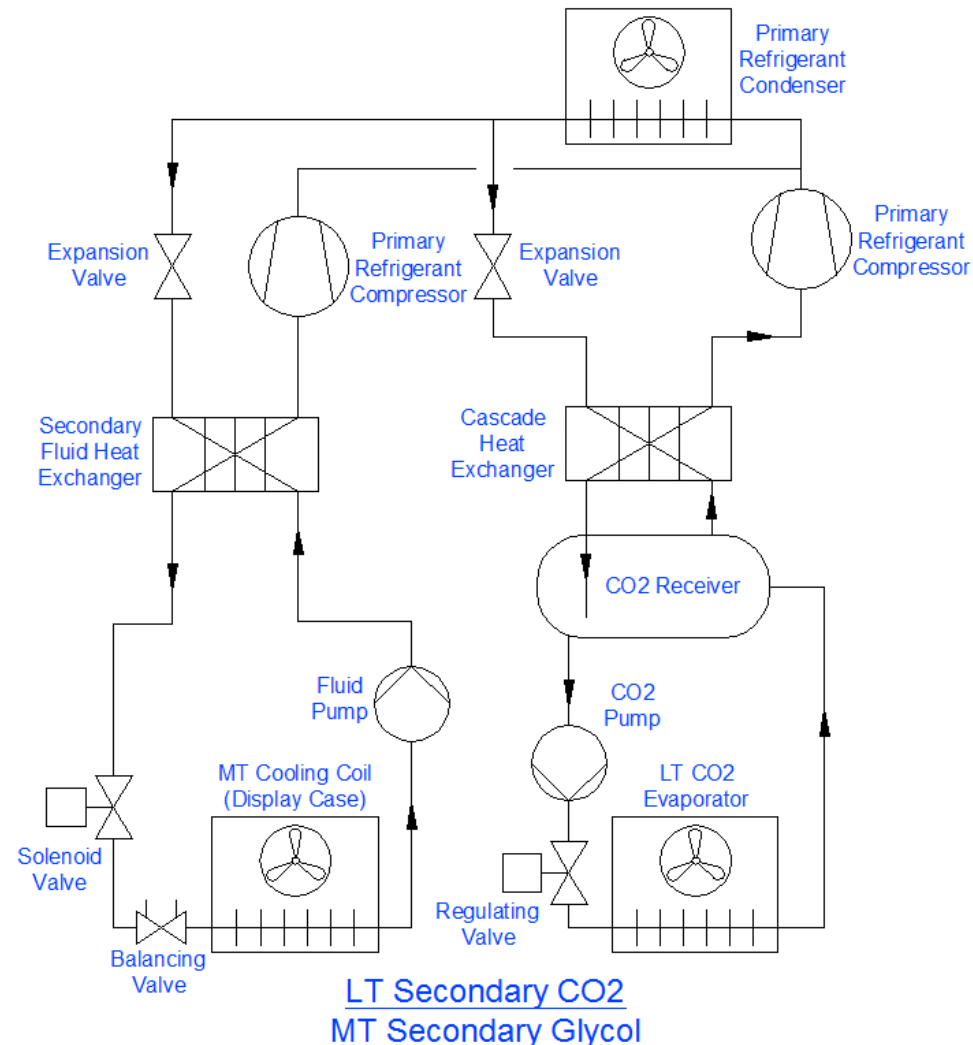 Primary
Refrigerant
Condenser
Expansion
Valve
Primary
Refrigerant
Compressor
Expansion
Valve
Primary
Refrigerant
Compressor
Secondary
Fluid Heat
Exchanger
Cascade
Heat
Exchanger
CO2 Receiver
Fluid
Pump
CO2
Pump
MT Cooling Coil
(Display Case)
LT CO2
Evaporator
Solenoid
Valve
Regulating
Valve
Balancing
Valve
LT Secondary CO2
MT Secondary Glycol